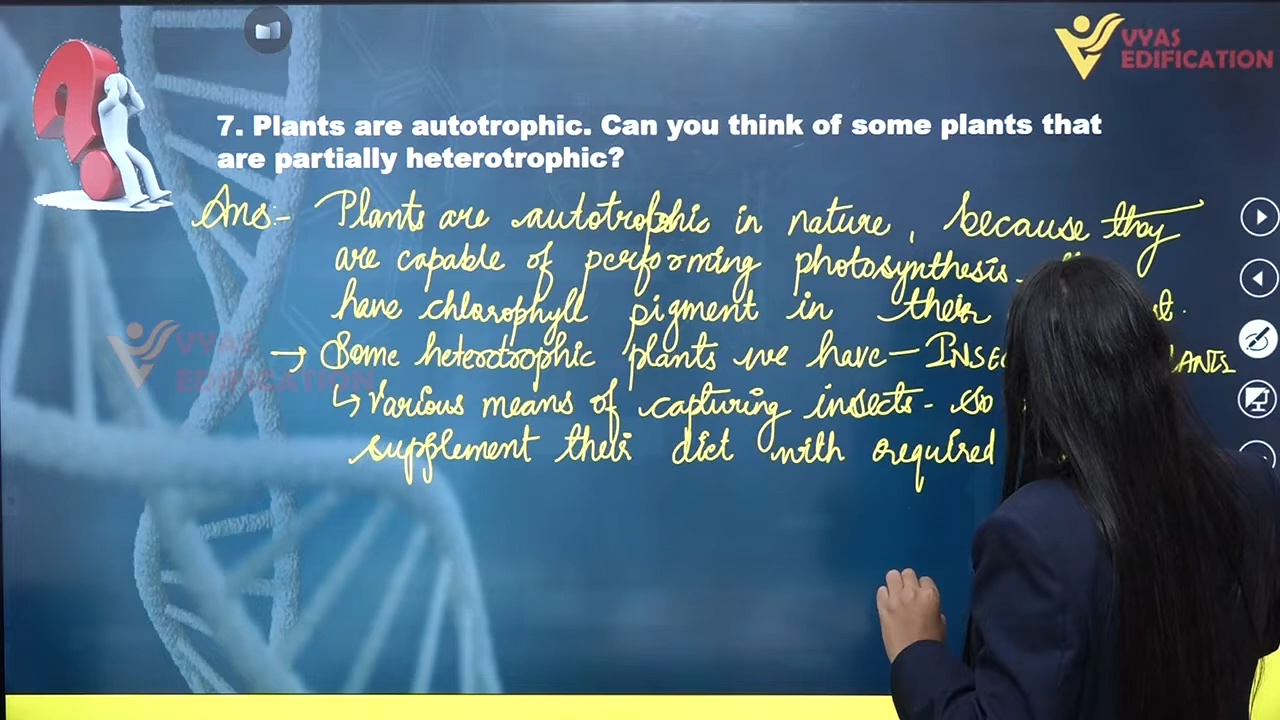 VYAS
EDIFICATION
7. Plants are autotrophic. Can you think of some plants that
are partially heterotrophic?
Ans:- Plants are autotrophic in nature, because they
are capable of performing photosynthesis.
have chlorophyll pigment in their
→ Some heterotrophic plants we have —
↳ Various means of capturing insects - so
supplement their diet with required
VYAS
EDIFICATION